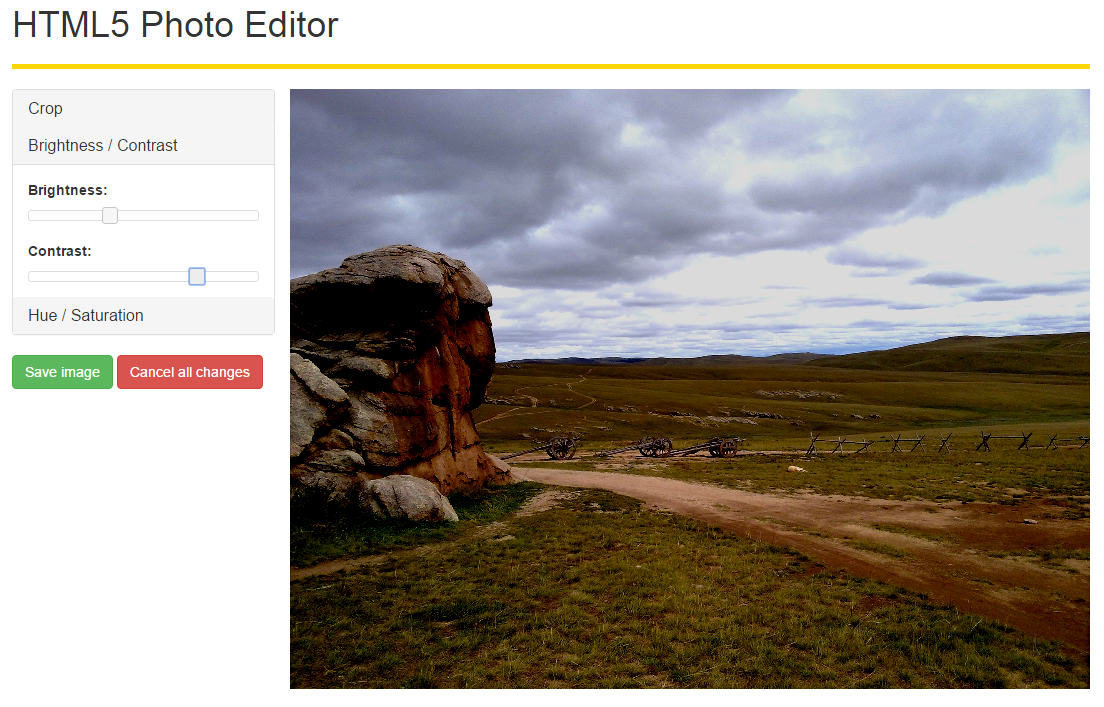 HTML5 Photo Editor
Crop
Brightness / Contrast
Brightness:
Contrast:
Hue / Saturation
Save image
Cancel all changes